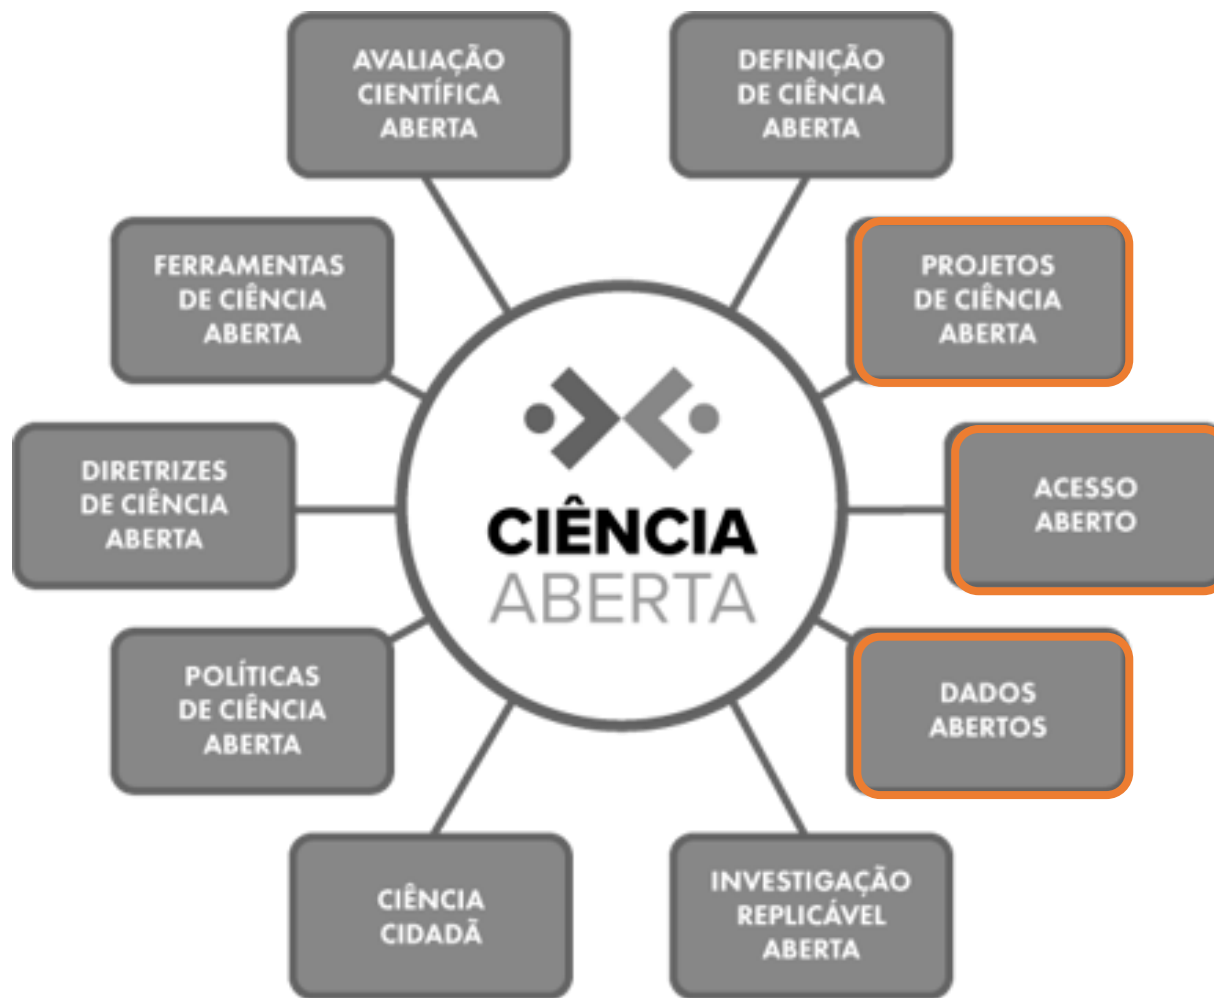 AVALIAÇÃO
CIENTÍFICA
ABERTA
DEFINIÇÃO
DE CIÊNCIA
ABERTA
FERRAMENTAS
DE CIÊNCIA
ABERTA
PROJETOS
DE CIÊNCIA
ABERTA
DIRETRIZES
DE CIÊNCIA
ABERTA
CIÊNCIA
ABERTA
ACESSO
ABERTO
POLÍTICAS
DE CIÊNCIA
ABERTA
DADOS
ABERTOS
CIÊNCIA
CIDADÃ
INVESTIGAÇÃO
REPLICÁVEL
ABERTA